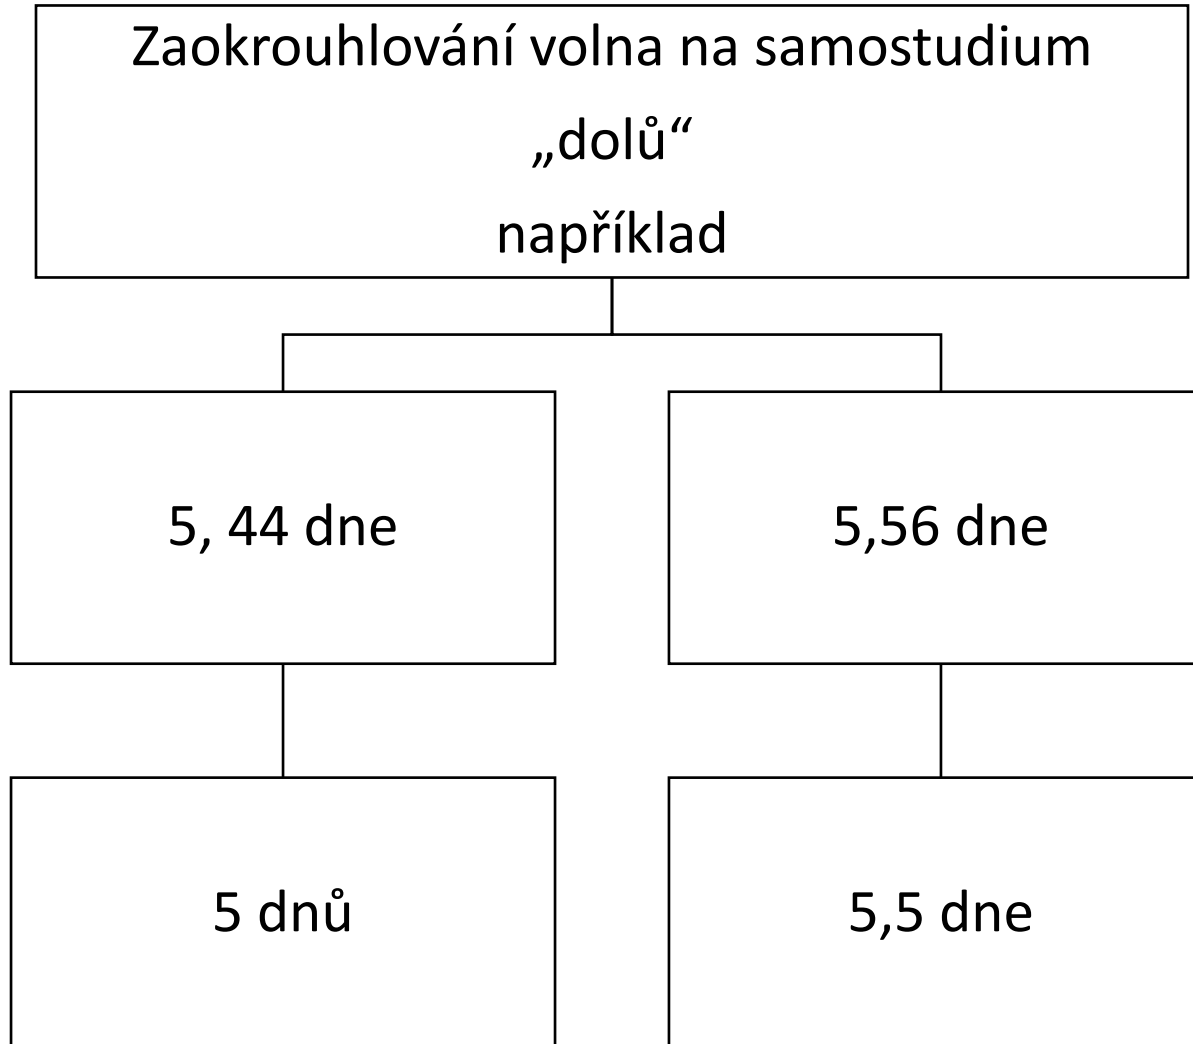 Zaokrouhlování volna na samostudium
„dolů“
například
5, 44 dne
5,56 dne
5 dnů
5,5 dne